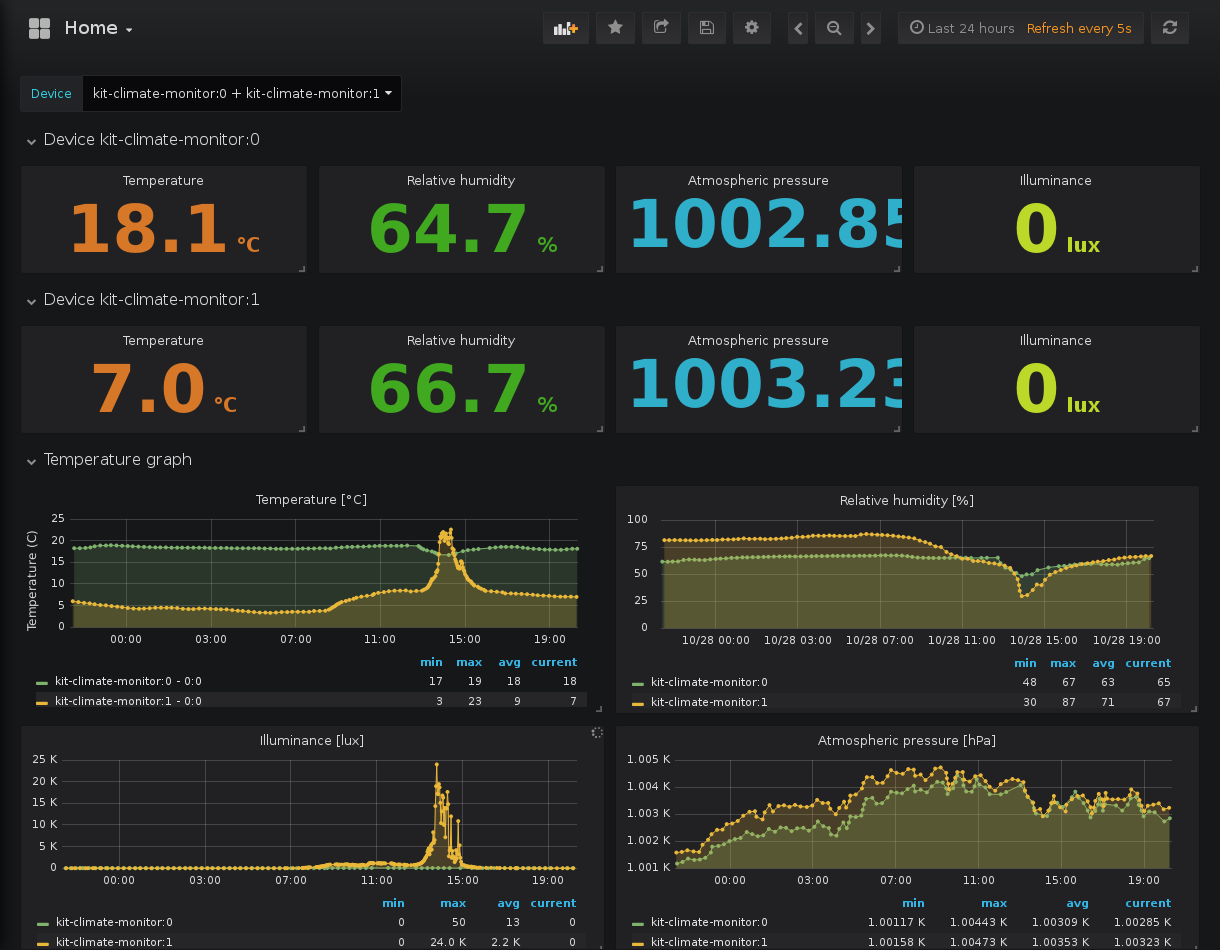 Home
Last 24 hours Refresh every 5s
Device kit-climate-monitor:0 + kit-climate-monitor:1
Device kit-climate-monitor:0
Temperature Relative humidity Atmospheric pressure Illuminance
18.1 °C 64.7 % 1002.85 0 lux
Device kit-climate-monitor:1
Temperature Relative humidity Atmospheric pressure Illuminance
7.0 °C 66.7 % 1003.23 0 lux
Temperature graph
Temperature [°C]
Temperature (C)
25
20
15
10
5
0
00:00 03:00 07:00 11:00 15:00 19:00
min max avg current
kit-climate-monitor:0 - 0:0 17 19 18 18
kit-climate-monitor:1 - 0:0 3 23 9 7
Relative humidity [%]
100
75
50
25
0
10/28 00:00 10/28 03:00 10/28 07:00 10/28 11:00 10/28 15:00 10/28 19:00
min max avg current
kit-climate-monitor:0 48 67 63 65
kit-climate-monitor:1 30 87 71 67
Illuminance [lux]
25 K
20 K
15 K
10 K
5 K
0
00:00 03:00 07:00 11:00 15:00 19:00
min max avg current
kit-climate-monitor:0 0 50 13 0
kit-climate-monitor:1 0 24.0 K 2.2 K 0
Atmospheric pressure [hPa]
1.005 K
1.004 K
1.003 K
1.002 K
1.001 K
00:00 03:00 07:00 11:00 15:00 19:00
min max avg current
kit-climate-monitor:0 1.00117 K 1.00443 K 1.00309 K 1.00285 K
kit-climate-monitor:1 1.00158 K 1.00473 K 1.00353 K 1.00323 K